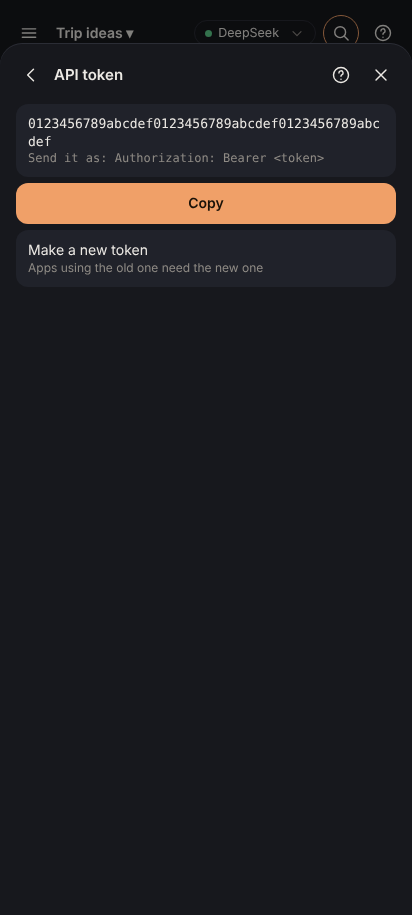 Trip ideas ▾
DeepSeek
API token
0123456789abcdef0123456789abcdef0123456789abc
def
Send it as: Authorization: Bearer <token>
Copy
Make a new token
Apps using the old one need the new one